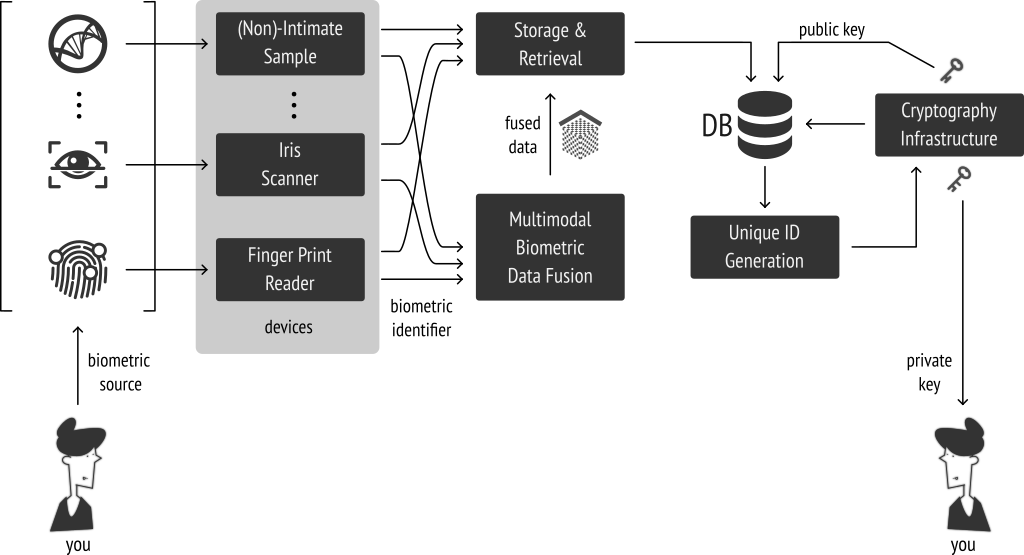 (Non)-Intimate
Sample
Iris
Scanner
Finger Print
Reader
devices
biometric
source
you
biometric
identifier
Storage &
Retrieval
fused
data
Multimodal
Biometric
Data Fusion
DB
public key
Cryptography
Infrastructure
Unique ID
Generation
private
key
you